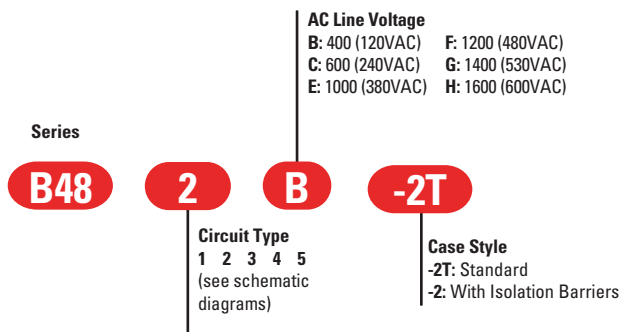 AC Line Voltage
B: 400 (120VAC) F: 1200 (480VAC)
C: 600 (240VAC) G: 1400 (530VAC)
E: 1000 (380VAC) H: 1600 (600VAC)
Series
B48 2 B -2T
Circuit Type
1 2 3 4 5
(see schematic
diagrams)
Case Style
-2T: Standard
-2: With Isolation Barriers